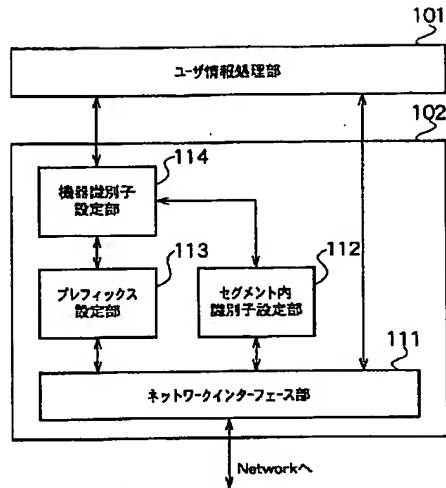 101
ユーザ情報処理部
102
114
機器識別子
設定部
113
プレフィックス
設定部
112
セグメント内
識別子設定部
111
ネットワークインターフェース部
Networkへ